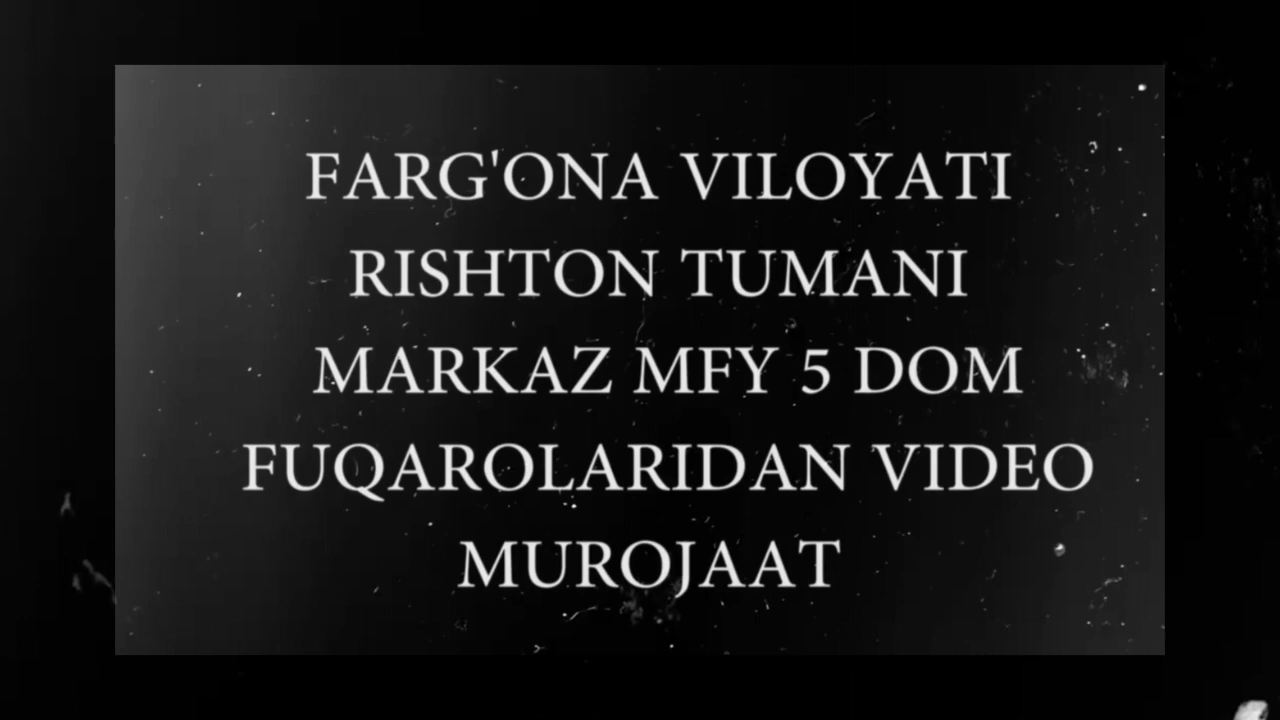 FARG'ONA VILOYATI
RISHTON TUMANI
MARKAZ MFY 5 DOM
FUQAROLARIDAN VIDEO
MUROJAAT